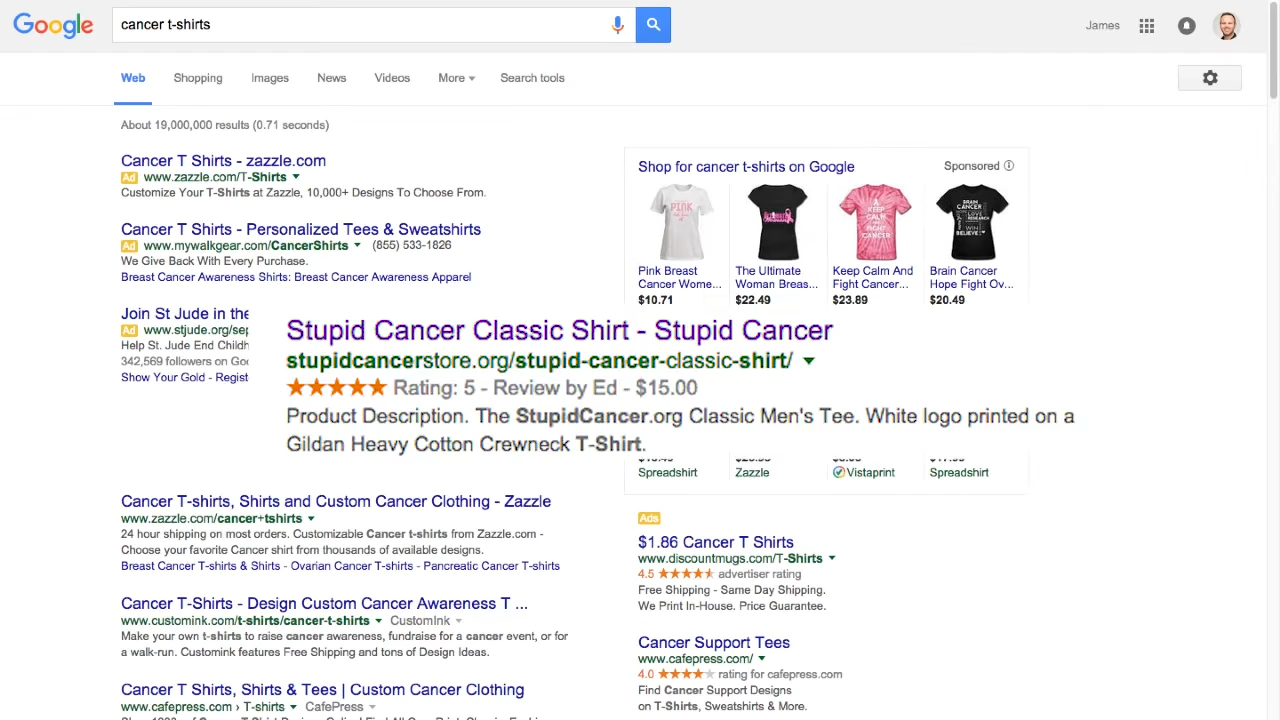 Google
cancer t-shirts
James
Web Shopping Images News Videos More Search tools
About 19,000,000 results (0.71 seconds)
Cancer T Shirts - zazzle.com
Ad www.zazzle.com/T-Shirts
Customize Your T-Shirts at Zazzle, 10,000+ Designs To Choose From.
Cancer T Shirts - Personalized Tees & Sweatshirts
Ad www.mywalkgear.com/CancerShirts (855) 533-1826
We Give Back With Every Purchase.
Breast Cancer Awareness Shirts: Breast Cancer Awareness Apparel
Join St Jude in the
Ad www.stjude.org/sep
Help St. Jude End Childh
342,569 followers on Goo
Show Your Gold - Regist
Shop for cancer t-shirts on Google Sponsored
PINK
KEEP CALM FIGHT CANCER
BRAIN CANCER
Pink Breast The Ultimate Keep Calm And Brain Cancer
Cancer Wome... Woman Breas... Fight Cancer... Hope Fight Ov...
$10.71 $22.49 $23.89 $20.49
Stupid Cancer Classic Shirt - Stupid Cancer
stupidcancerstore.org/stupid-cancer-classic-shirt/
Rating: 5 - Review by Ed - $15.00
Product Description. The StupidCancer.org Classic Men's Tee. White logo printed on a
Gildan Heavy Cotton Crewneck T-Shirt.
Spreadshirt Zazzle Vistaprint Spreadshirt
Cancer T-shirts, Shirts and Custom Cancer Clothing - Zazzle
www.zazzle.com/cancer+tshirts
24 hour shipping on most orders. Customizable Cancer t-shirts from Zazzle.com -
Choose your favorite Cancer shirt from thousands of available designs.
Breast Cancer T-shirts & Shirts - Ovarian Cancer T-shirts - Pancreatic Cancer T-shirts
Cancer T-Shirts - Design Custom Cancer Awareness T ...
www.customink.com/t-shirts/cancer-t-shirts CustomInk
Make your own t-shirts to raise cancer awareness, fundraise for a cancer event, or for
a walk-run. Customink features Free Shipping and tons of Design Ideas.
Cancer T Shirts, Shirts & Tees | Custom Cancer Clothing
www.cafepress.com › T-shirts CafePress
Ads
$1.86 Cancer T Shirts
www.discountmugs.com/T-Shirts
4.5 advertiser rating
Free Shipping - Same Day Shipping.
We Print In-House. Price Guarantee.
Cancer Support Tees
www.cafepress.com/
4.0 rating for cafepress.com
Find Cancer Support Designs
on T-Shirts, Sweatshirts & More.